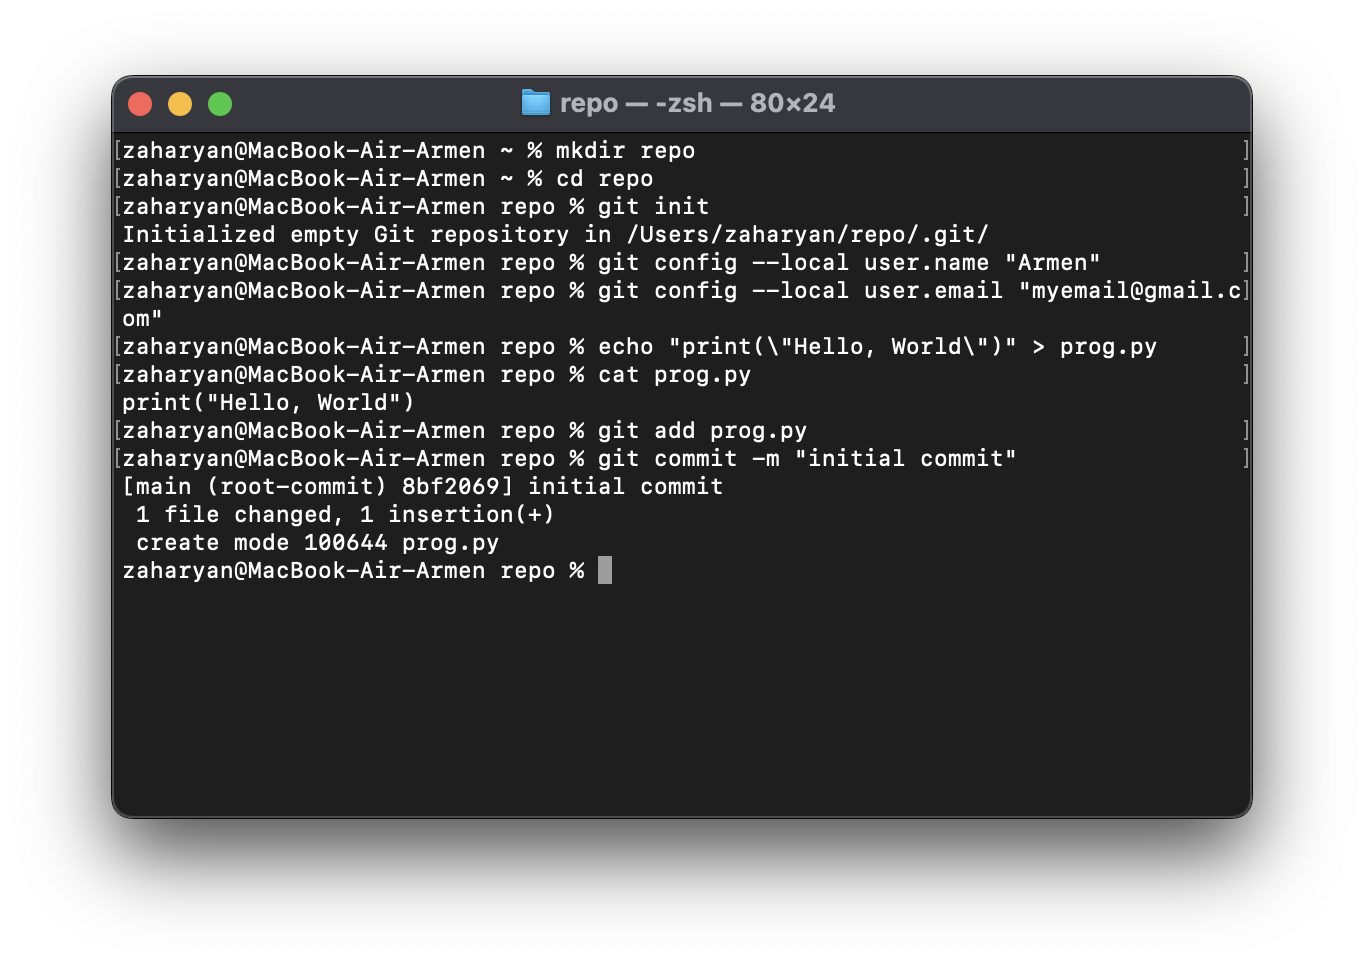 repo — -zsh — 80×24
[zaharyan@MacBook-Air-Armen ~ % mkdir repo ]
[zaharyan@MacBook-Air-Armen ~ % cd repo ]
[zaharyan@MacBook-Air-Armen repo % git init ]
Initialized empty Git repository in /Users/zaharyan/repo/.git/
[zaharyan@MacBook-Air-Armen repo % git config --local user.name "Armen" ]
[zaharyan@MacBook-Air-Armen repo % git config --local user.email "myemail@gmail.c]
om"
[zaharyan@MacBook-Air-Armen repo % echo "print(\"Hello, World\")" > prog.py ]
[zaharyan@MacBook-Air-Armen repo % cat prog.py ]
print("Hello, World")
[zaharyan@MacBook-Air-Armen repo % git add prog.py ]
[zaharyan@MacBook-Air-Armen repo % git commit -m "initial commit" ]
[main (root-commit) 8bf2069] initial commit
 1 file changed, 1 insertion(+)
 create mode 100644 prog.py
zaharyan@MacBook-Air-Armen repo %